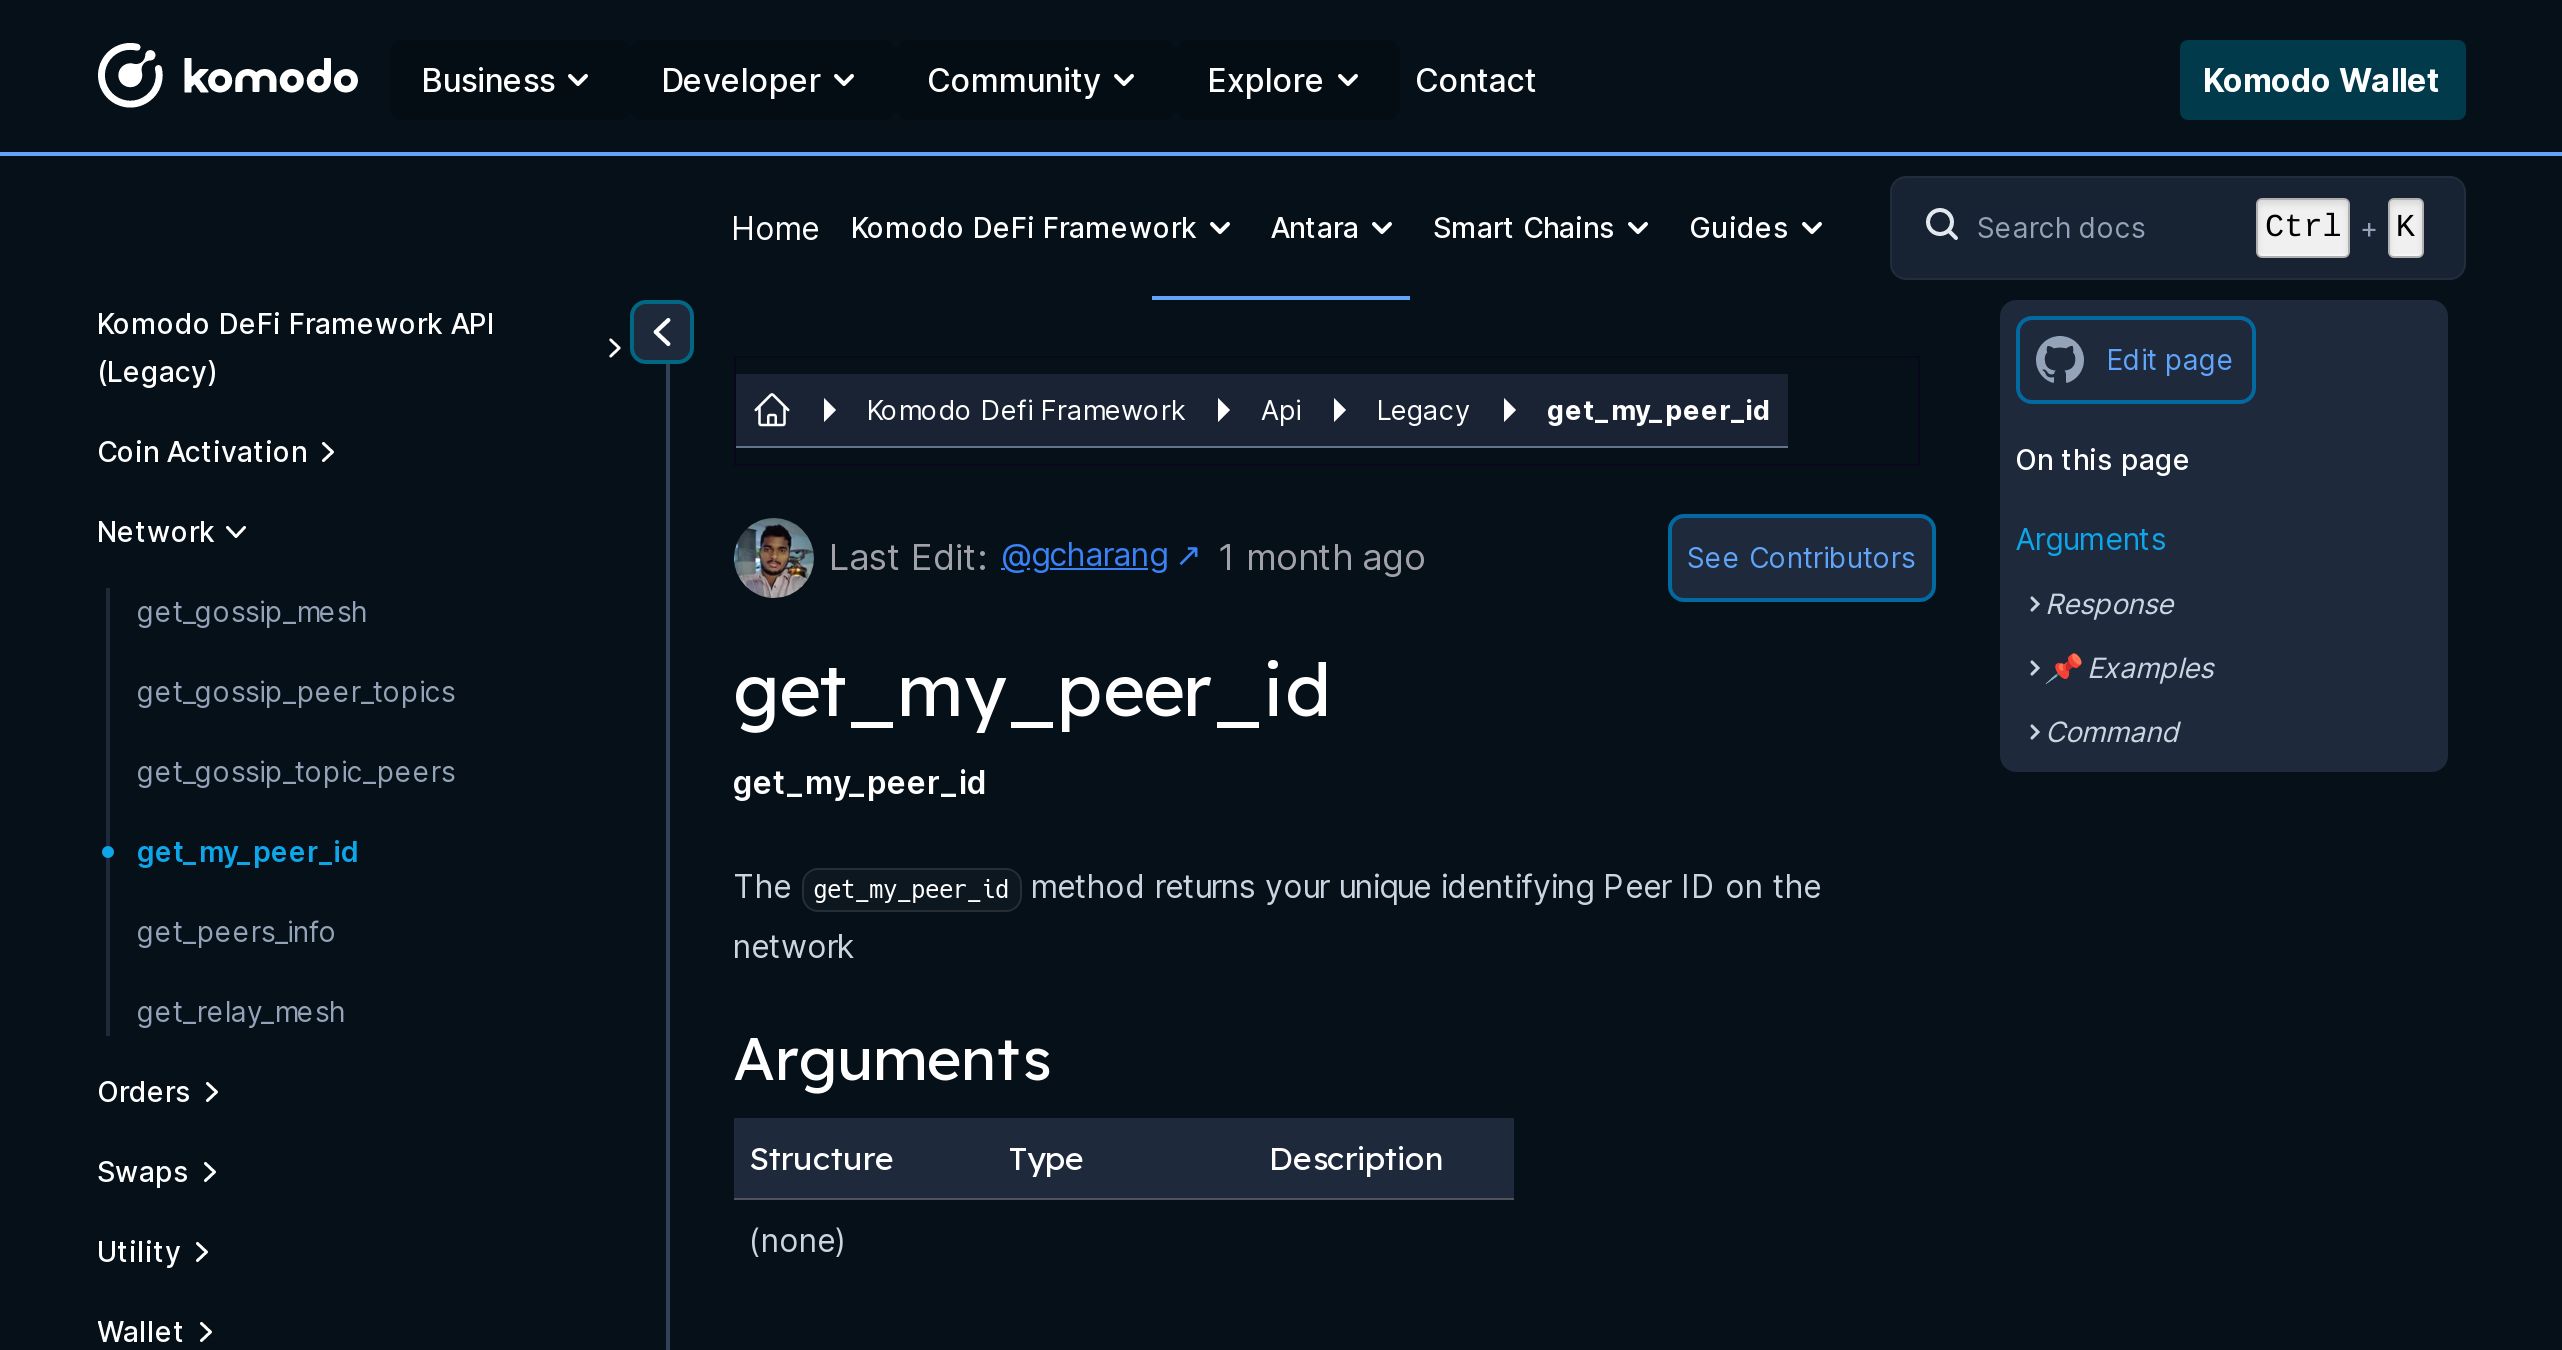 komodo
Business
Developer
Community
Explore
Contact
Komodo Wallet
Home
Komodo DeFi Framework
Antara
Smart Chains
Guides
Search docs
Ctrl + K
Komodo DeFi Framework API
(Legacy)
Coin Activation
Network
get_gossip_mesh
get_gossip_peer_topics
get_gossip_topic_peers
get_my_peer_id
get_peers_info
get_relay_mesh
Orders
Swaps
Utility
Wallet
Komodo Defi Framework
Api
Legacy
get_my_peer_id
Last Edit: @gcharang ↗ 1 month ago
See Contributors
get_my_peer_id
get_my_peer_id
The get_my_peer_id method returns your unique identifying Peer ID on the
network
Arguments
Structure Type Description
(none)
Edit page
On this page
Arguments
Response
📌 Examples
Command